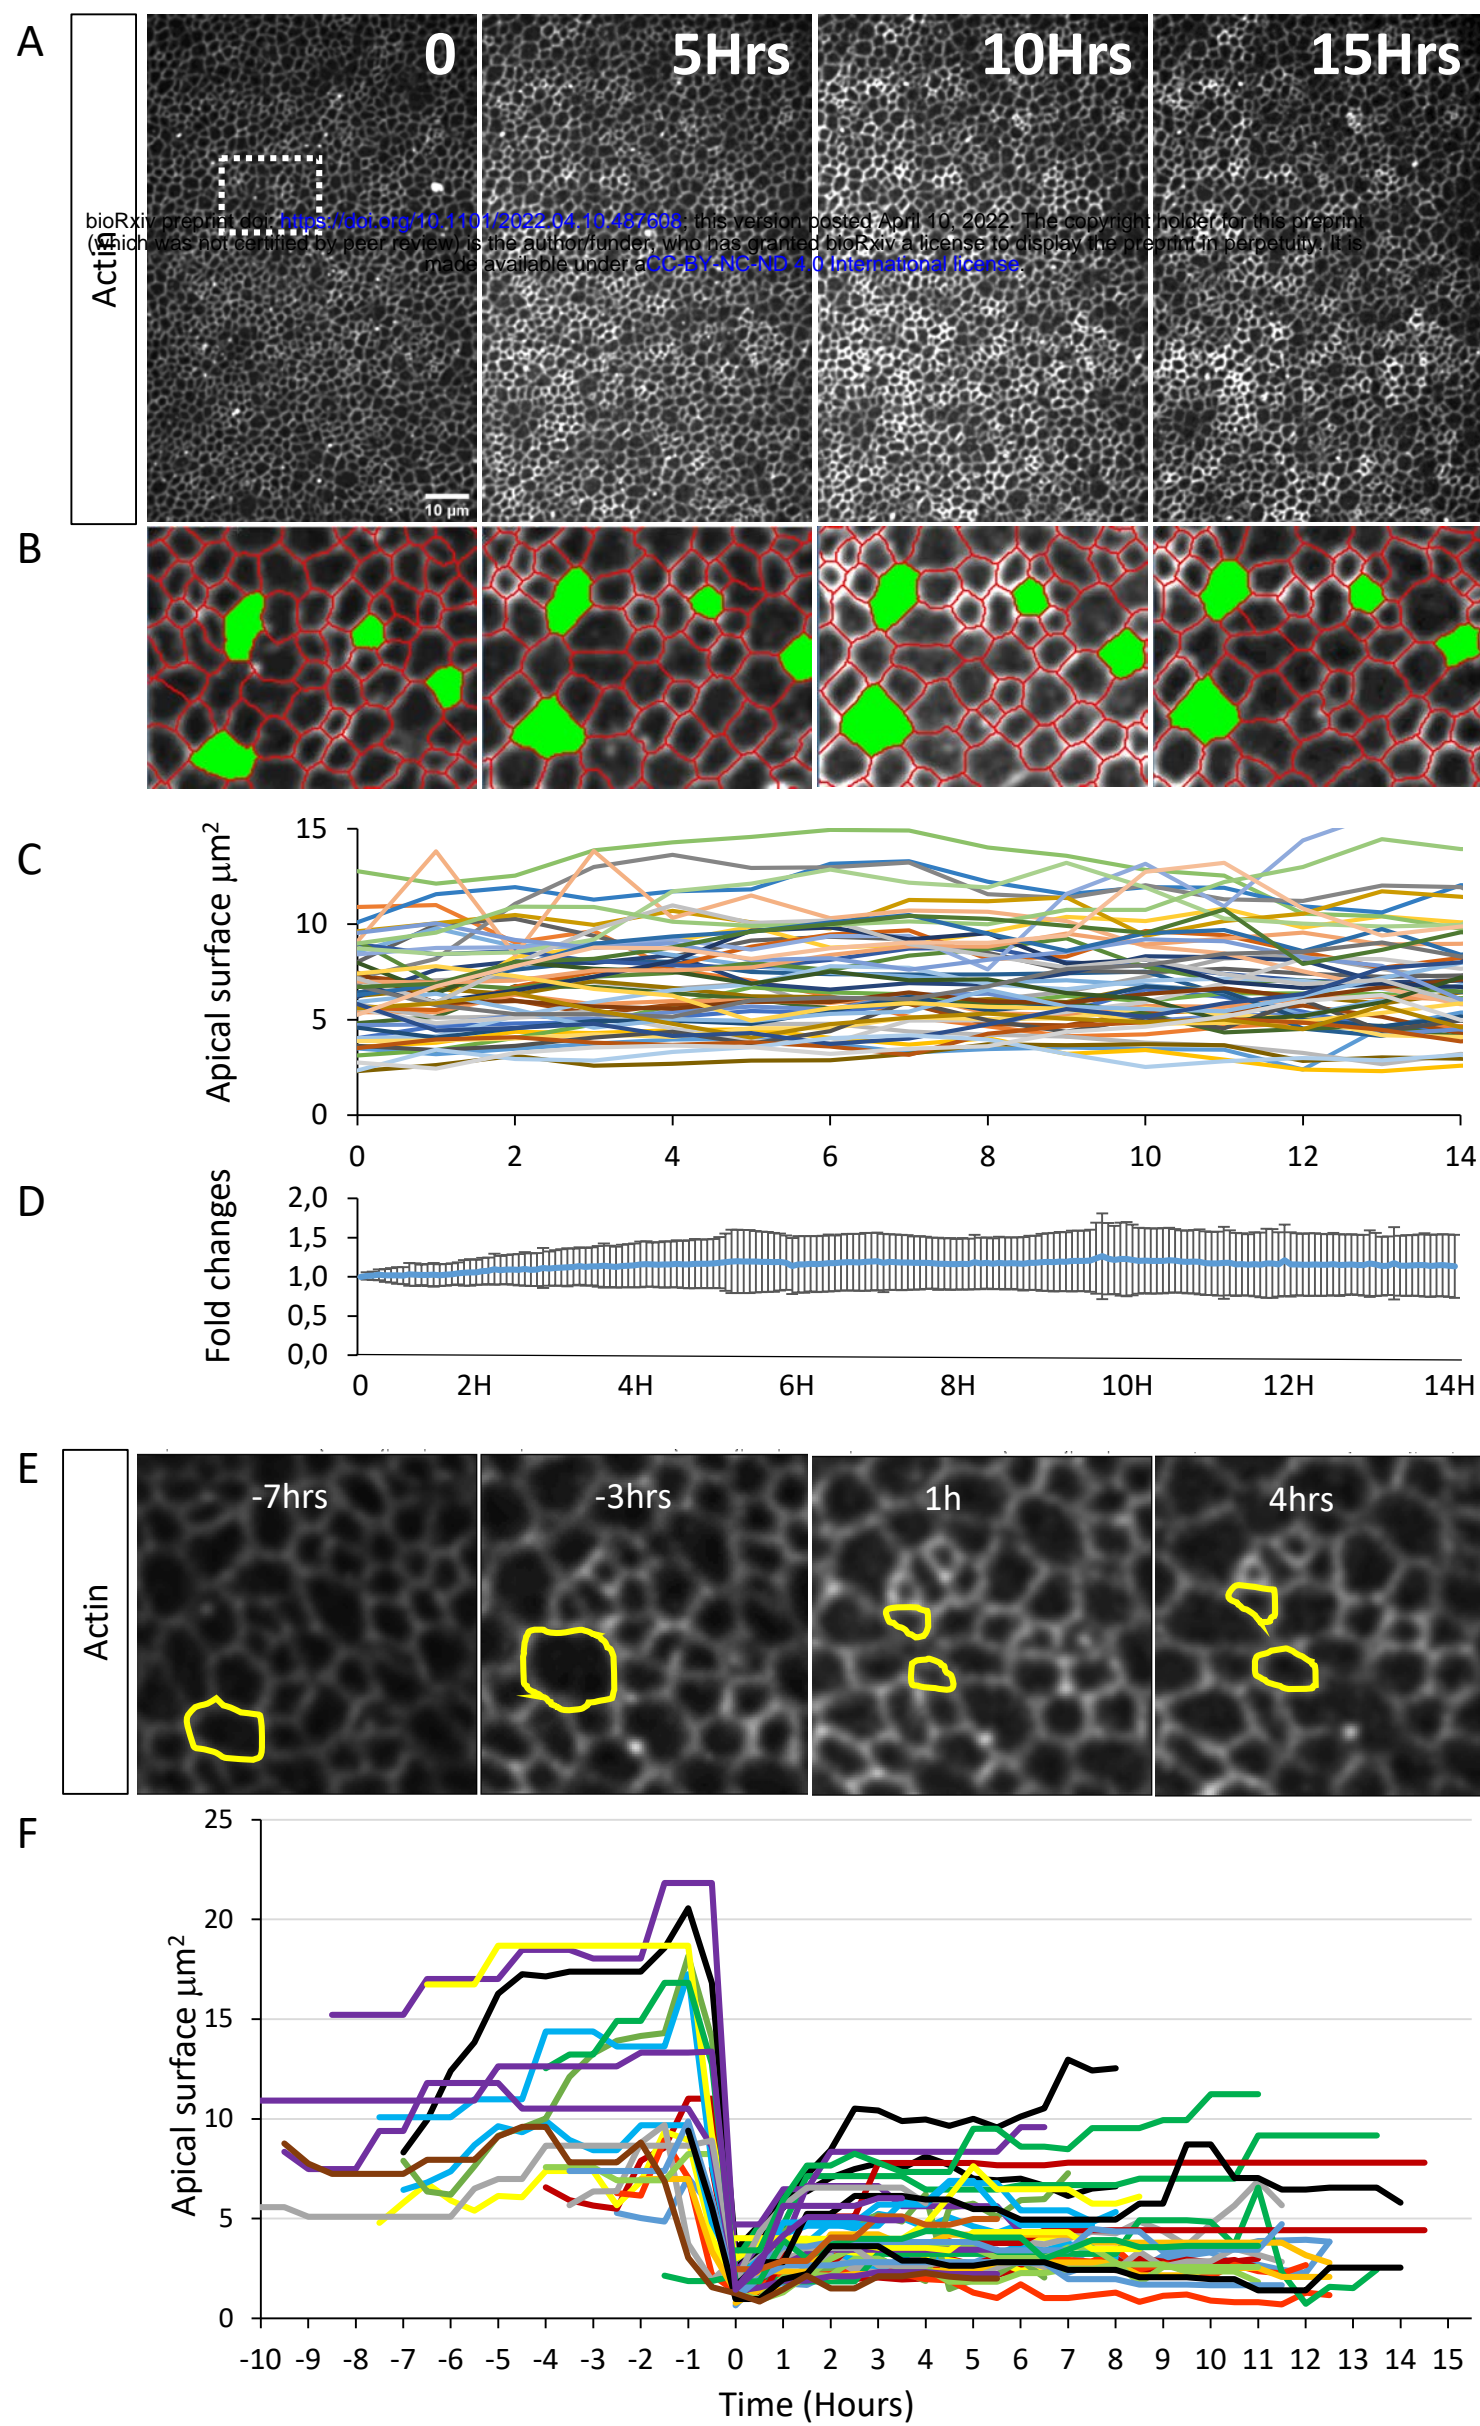 A
Actin
0
5Hrs
10Hrs
15Hrs
bioRxiv preprint doi: https://doi.org/10.1101/2022.04.10.487608; this version posted April 10, 2022. The copyright holder for this preprint
(which was not certified by peer review) is the author/funder, who has granted bioRxiv a license to display the preprint in perpetuity. It is
made available under aCC-BY-NC-ND 4.0 International license.
10 µm
B
C
Apical surface µm²
15
10
5
0
0 2 4 6 8 10 12 14
D
Fold changes
2,0
1,5
1,0
0,5
0,0
0 2H 4H 6H 8H 10H 12H 14H
E
Actin
-7hrs
-3hrs
1h
4hrs
F
Apical surface µm²
25
20
15
10
5
0
-10 -9 -8 -7 -6 -5 -4 -3 -2 -1 0 1 2 3 4 5 6 7 8 9 10 11 12 13 14 15
Time (Hours)